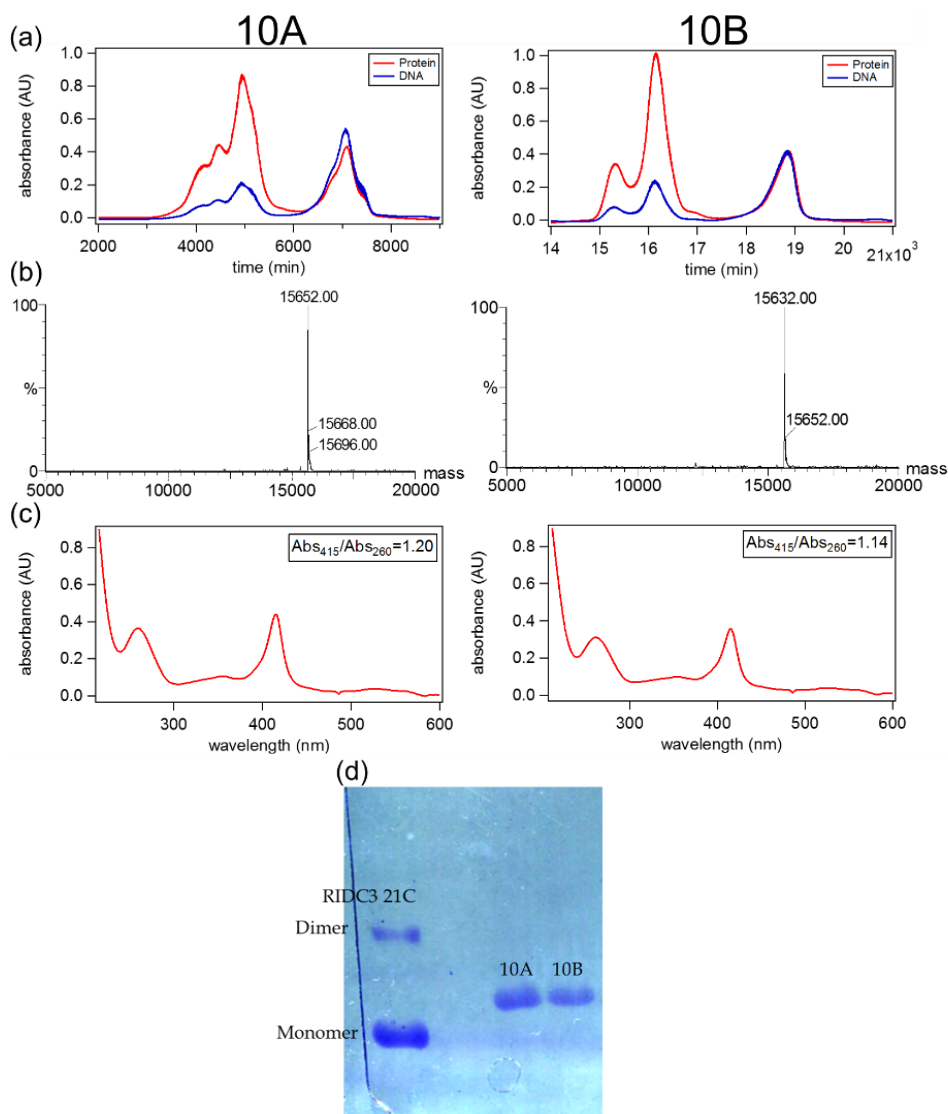 10A
10B
(a)
absorbance (AU)
1.0
0.8
0.6
0.4
0.2
0.0
Protein
DNA
2000
4000
6000
8000
time (min)
absorbance (AU)
1.0
0.8
0.6
0.4
0.2
0.0
Protein
DNA
14
15
16
17
18
19
20
21x10³
time (min)
(b)
100
%
0
15652.00
15668.00
15696.00
5000
10000
15000
20000
mass
100
%
0
15632.00
15652.00
5000
10000
15000
20000
mass
(c)
absorbance (AU)
0.8
0.6
0.4
0.2
0.0
Abs₄₁₅/Abs₂₆₀=1.20
300
400
500
600
wavelength (nm)
absorbance (AU)
0.8
0.6
0.4
0.2
0.0
Abs₄₁₅/Abs₂₆₀=1.14
300
400
500
600
wavelength (nm)
(d)
RIDC3 21C
Dimer
10A
10B
Monomer